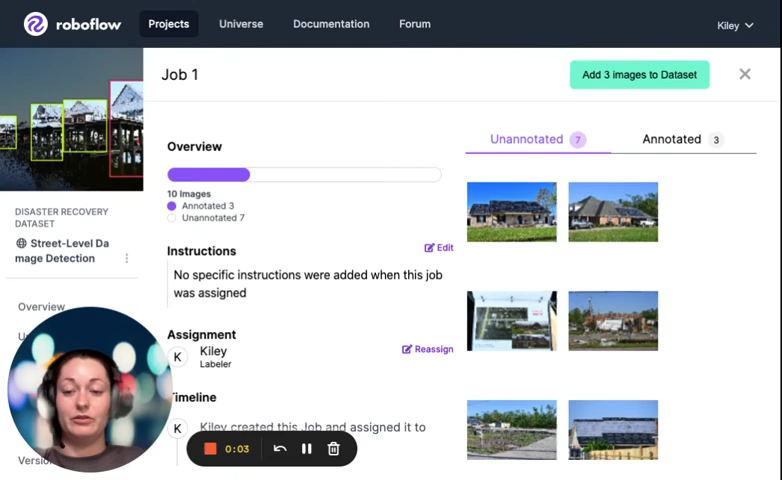 roboflow
Projects
Universe
Documentation
Forum
Kiley
Job 1
Add 3 images to Dataset
DISASTER RECOVERY
DATASET
Street-Level Da
mage Detection
Overview
Versio
Overview
10 Images
Annotated 3
Unannotated 7
Instructions
Edit
No specific instructions were added when this job
was assigned
Assignment
K
Kiley
Labeler
Reassign
Timeline
K
Kiley created this Job and assigned it to
0:03
Unannotated 7
Annotated 3